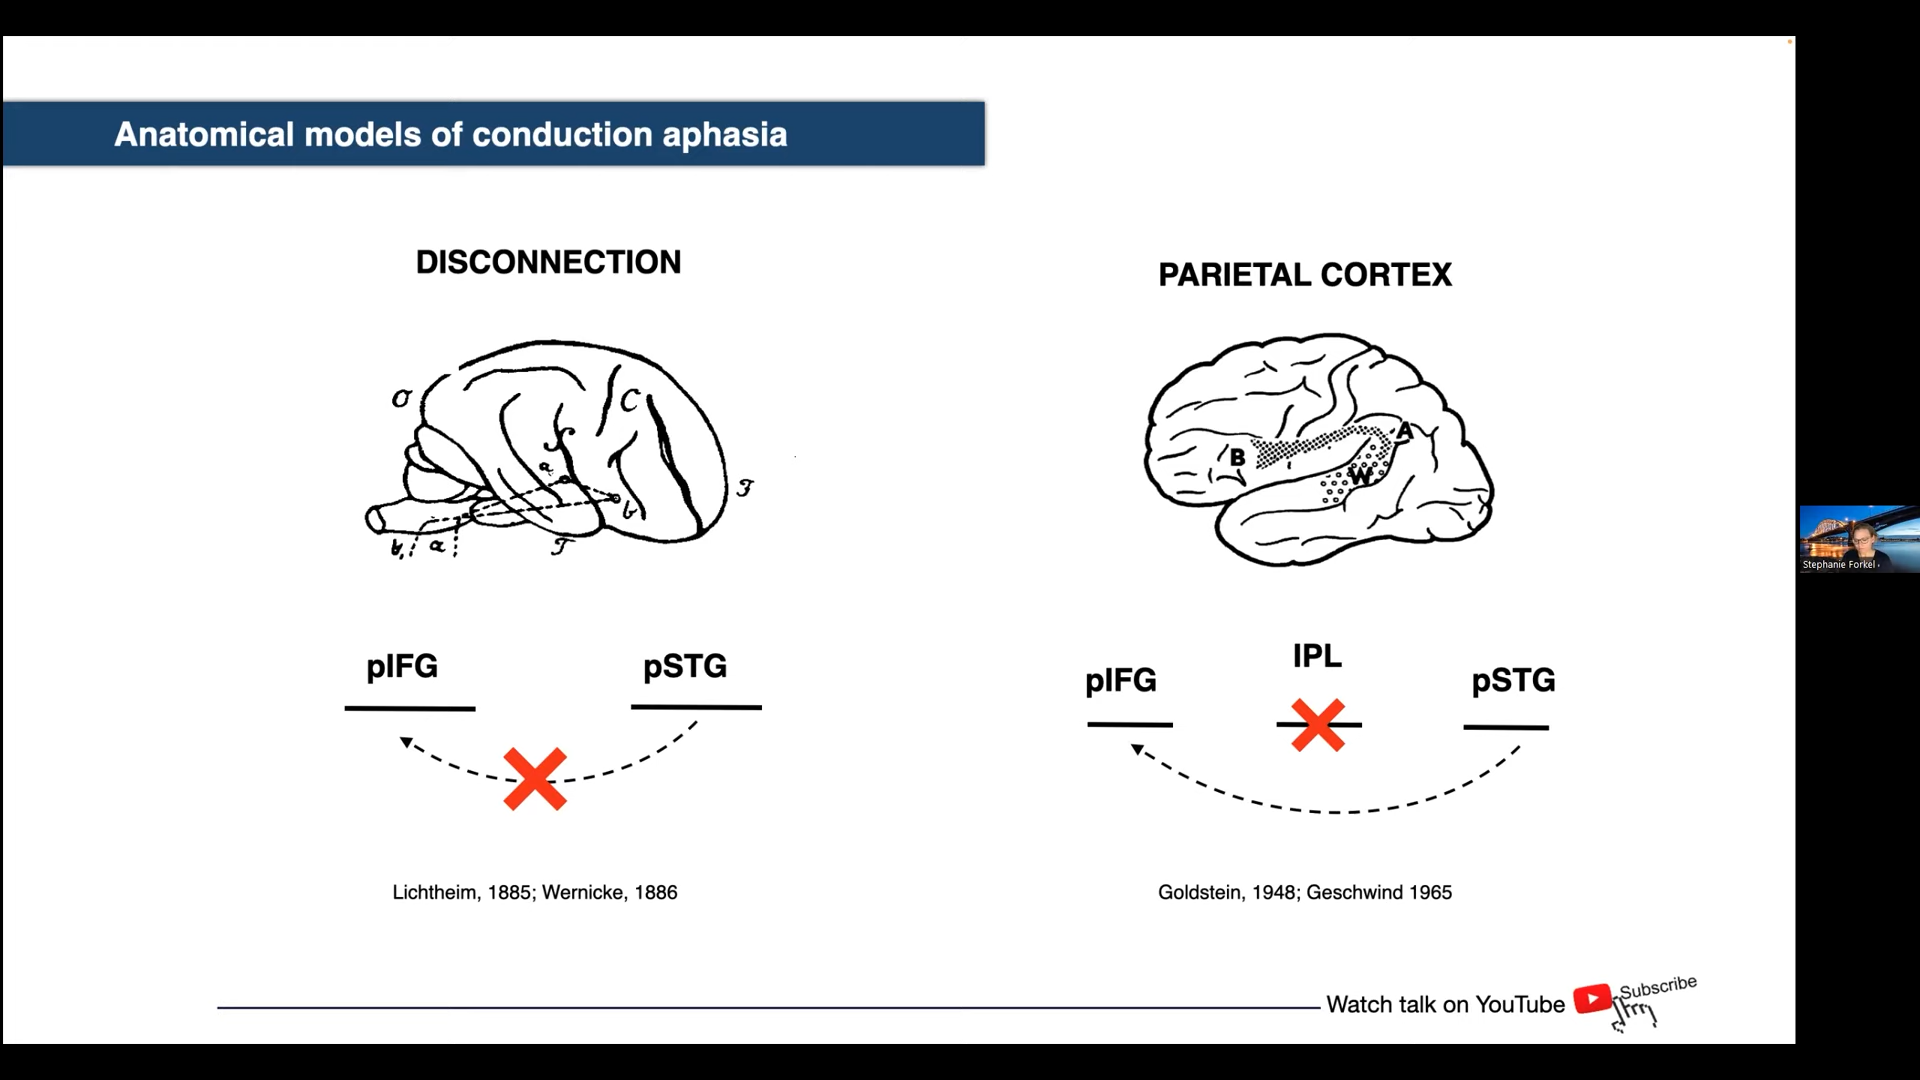 Anatomical models of conduction aphasia
DISCONNECTION
PARIETAL CORTEX
C
a
b
a
B
A
W
pIFG
pSTG
pIFG
IPL
pSTG
Lichtheim, 1885; Wernicke, 1886
Goldstein, 1948; Geschwind 1965
Watch talk on YouTube
Subscribe
Stephanie Forkel